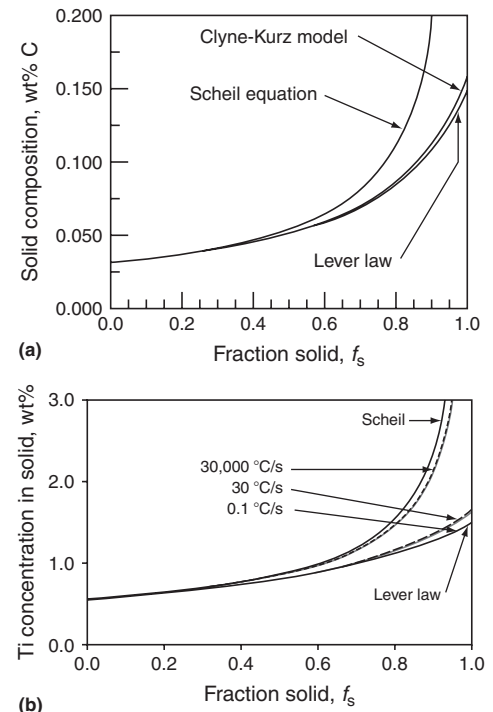 0.200
0.150
0.100
0.050
0.000
Solid composition, wt% C
Clyne-Kurz model
Scheil equation
Lever law
0.0 0.2 0.4 0.6 0.8 1.0
(a)
Fraction solid, fs
3.0
2.0
1.0
0.0
Ti concentration in solid, wt%
Scheil
30,000 °C/s
30 °C/s
0.1 °C/s
Lever law
0.0 0.2 0.4 0.6 0.8 1.0
Fraction solid, fs
(b)